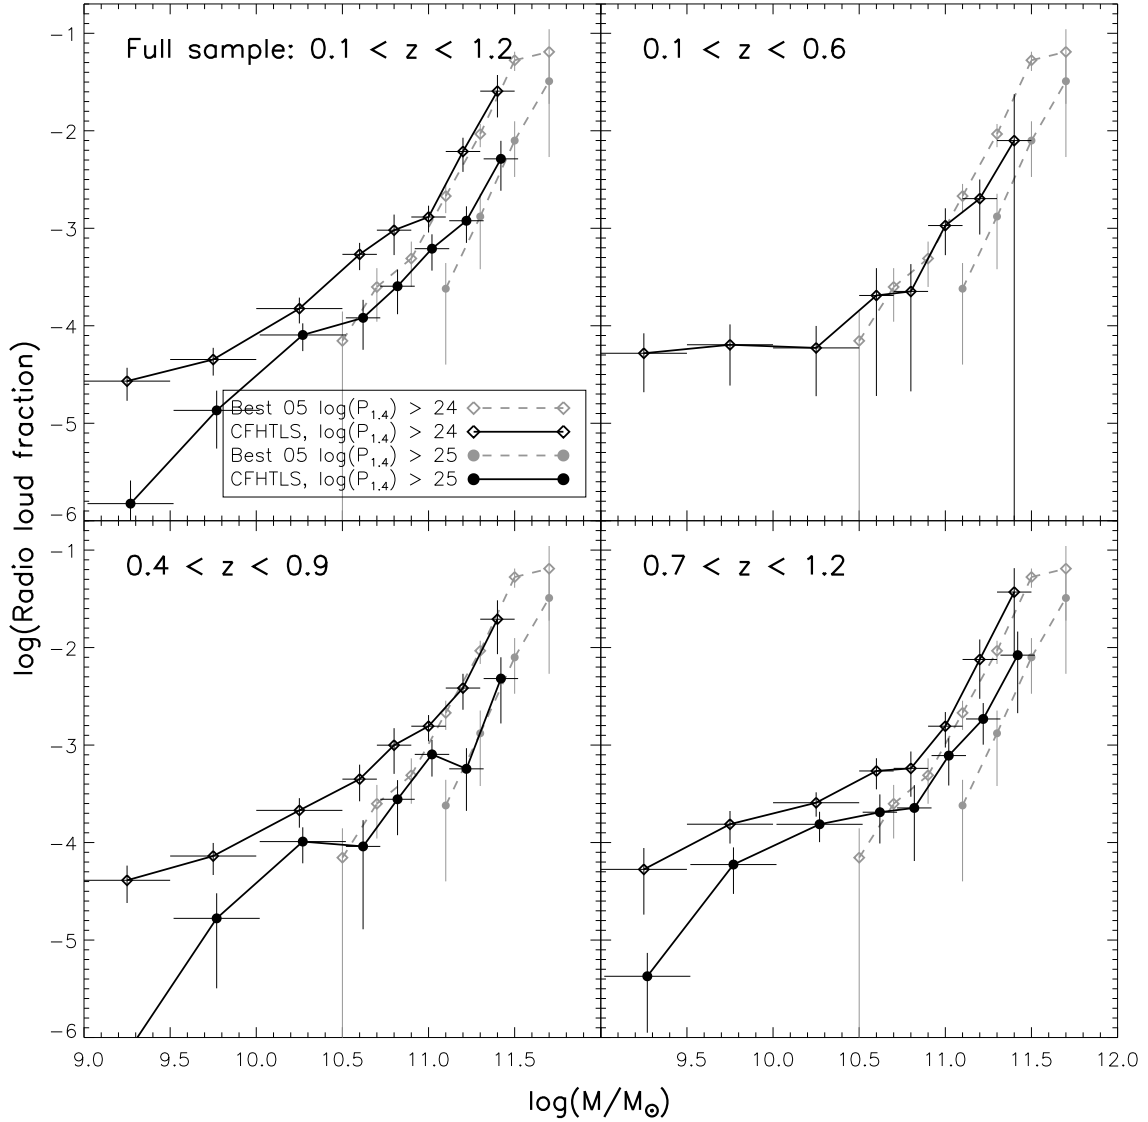 Full sample: 0.1 < z < 1.2
0.1 < z < 0.6
-1
-2
-3
-4
-5
-6
Best 05 log(P1.4) > 24
CFHTLS, log(P1.4) > 24
Best 05 log(P1.4) > 25
CFHTLS, log(P1.4) > 25
log(Radio loud fraction)
0.4 < z < 0.9
0.7 < z < 1.2
-1
-2
-3
-4
-5
-6
9.0 9.5 10.0 10.5 11.0 11.5
9.5 10.0 10.5 11.0 11.5 12.0
log(M/M⊙)